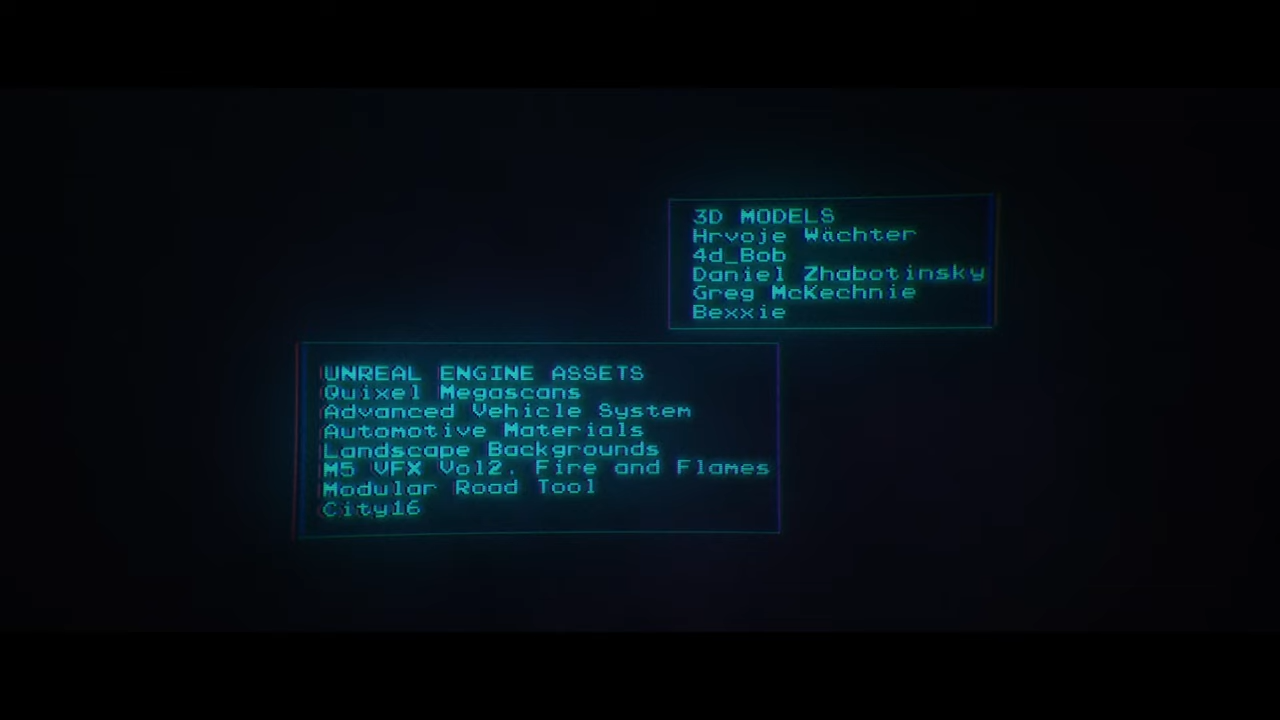 3D MODELS
Hrvoje Wächter
4d_Bob
Daniel Zhabotinsky
Greg McKechnie
Bexxie
UNREAL ENGINE ASSETS
Quixel Megascans
Advanced Vehicle System
Automotive Materials
Landscape Backgrounds
M5 VFX Vol2. Fire and Flames
Modular Road Tool
City16